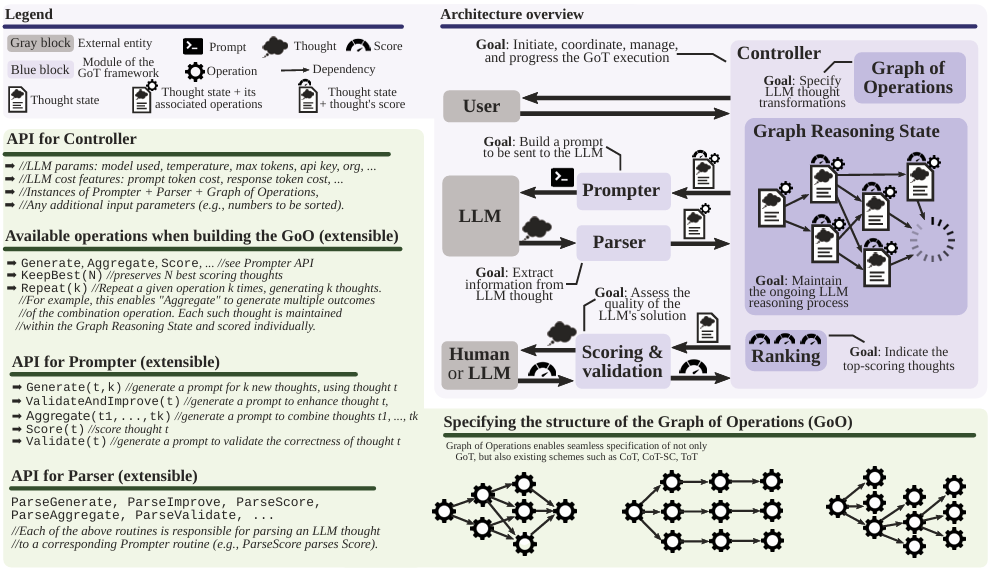 Legend
Gray block External entity
Prompt
Thought
Score
Blue block Module of the
GoT framework
Operation
Dependency
Thought state
Thought state + its
associated operations
Thought state
+ thought's score
API for Controller
➡ //LLM params: model used, temperature, max tokens, api key, org, ...
➡ //LLM cost features: prompt token cost, response token cost, ...
➡ //Instances of Prompter + Parser + Graph of Operations,
➡ //Any additional input parameters (e.g., numbers to be sorted).
Available operations when building the GoO (extensible)
➡ Generate, Aggregate, Score, ... //see Prompter API
➡ KeepBest(N) //preserves N best scoring thoughts
➡ Repeat(k) //Repeat a given operation k times, generating k thoughts.
//For example, this enables "Aggregate" to generate multiple outcomes
//of the combination operation. Each such thought is maintained
//within the Graph Reasoning State and scored individually.
API for Prompter (extensible)
➡ Generate(t,k) //generate a prompt for k new thoughts, using thought t
➡ ValidateAndImprove(t) //generate a prompt to enhance thought t,
➡ Aggregate(t1,...,tk) //generate a prompt to combine thoughts t1, ..., tk
➡ Score(t) //score thought t
➡ Validate(t) //generate a prompt to validate the correctness of thought t
API for Parser (extensible)
ParseGenerate, ParseImprove, ParseScore,
ParseAggregate, ParseValidate, ...
//Each of the above routines is responsible for parsing an LLM thought
//to a corresponding Prompter routine (e.g., ParseScore parses Score).
Architecture overview
Goal: Initiate, coordinate, manage,
and progress the GoT execution
Controller
Goal: Specify
LLM thought
transformations
Graph of
Operations
User
Goal: Build a prompt
to be sent to the LLM
Graph Reasoning State
LLM
Prompter
Parser
Goal: Extract
information from
LLM thought
Goal: Assess the
quality of the
LLM's solution
Goal: Maintain
the ongoing LLM
reasoning process
Human
or LLM
Scoring &
validation
Ranking
Goal: Indicate the
top-scoring thoughts
Specifying the structure of the Graph of Operations (GoO)
Graph of Operations enables seamless specification of not only
GoT, but also existing schemes such as CoT, CoT-SC, ToT